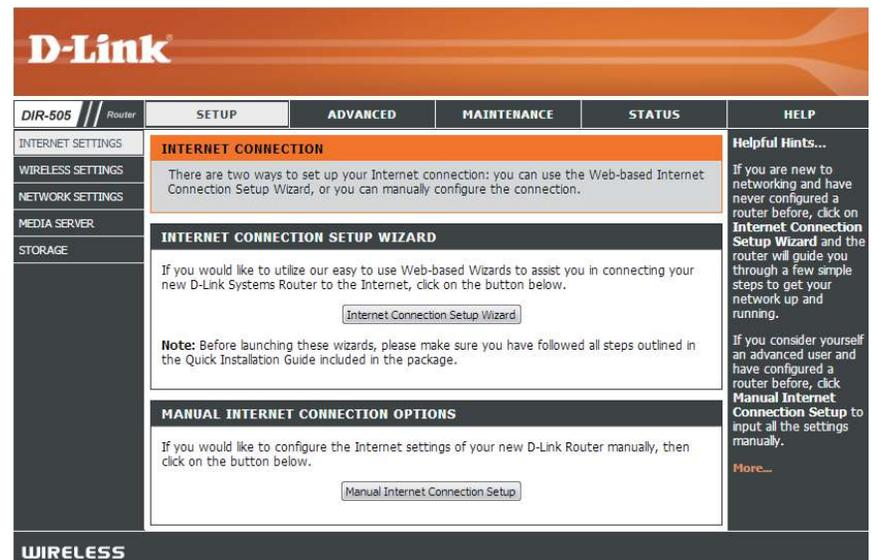 D-Link
DIR-505 // Router
SETUP
ADVANCED
MAINTENANCE
STATUS
HELP
INTERNET SETTINGS
WIRELESS SETTINGS
NETWORK SETTINGS
MEDIA SERVER
STORAGE
INTERNET CONNECTION
There are two ways to set up your Internet connection: you can use the Web-based Internet
Connection Setup Wizard, or you can manually configure the connection.
INTERNET CONNECTION SETUP WIZARD
If you would like to utilize our easy to use Web-based Wizards to assist you in connecting your
new D-Link Systems Router to the Internet, click on the button below.
Internet Connection Setup Wizard
Note: Before launching these wizards, please make sure you have followed all steps outlined in
the Quick Installation Guide included in the package.
MANUAL INTERNET CONNECTION OPTIONS
If you would like to configure the Internet settings of your new D-Link Router manually, then
click on the button below.
Manual Internet Connection Setup
Helpful Hints...
If you are new to
networking and have
never configured a
router before, click on
Internet Connection
Setup Wizard and the
router will guide you
through a few simple
steps to get your
network up and
running.
If you consider yourself
an advanced user and
have configured a
router before, click
Manual Internet
Connection Setup to
input all the settings
manually.
More...
WIRELESS